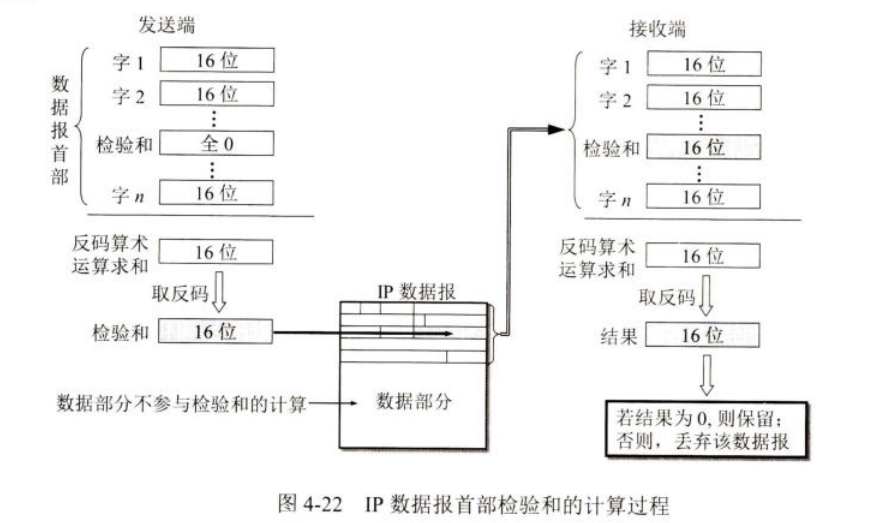 发送端
数据报首部
字 1 16 位
字 2 16 位
⋮
检验和 全 0
⋮
字 n 16 位
反码算术
运算求和
16 位
取反码
检验和 16 位
数据部分不参与检验和的计算
IP 数据报
数据部分
接收端
字 1 16 位
字 2 16 位
⋮
检验和 16 位
⋮
字 n 16 位
反码算术
运算求和
16 位
取反码
结果 16 位
若结果为 0, 则保留;
否则，丢弃该数据报
图 4-22 IP 数据报首部检验和的计算过程